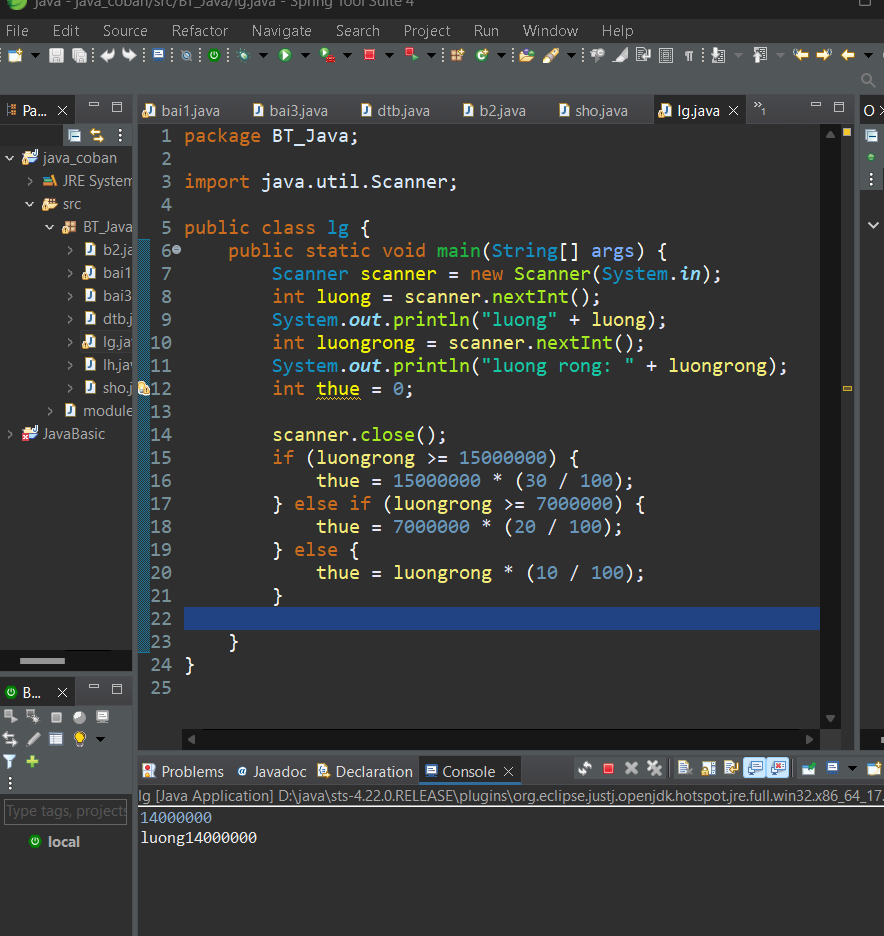 java - java_coban/src/BT_Java/lg.java - Spring Tool Suite 4
File Edit Source Refactor Navigate Search Project Run Window Help
Pa...
bai1.java bai3.java dtb.java b2.java sho.java lg.java »1
O
java_coban
JRE System
src
BT_Java
b2.ja
bai1
bai3
dtb.j
lg.ja
lh.jav
sho.j
module
JavaBasic
1 package BT_Java;
2
3 import java.util.Scanner;
4
5 public class lg {
6 public static void main(String[] args) {
7 Scanner scanner = new Scanner(System.in);
8 int luong = scanner.nextInt();
9 System.out.println("luong" + luong);
10 int luongrong = scanner.nextInt();
11 System.out.println("luong rong: " + luongrong);
12 int thue = 0;
13
14 scanner.close();
15 if (luongrong >= 15000000) {
16 thue = 15000000 * (30 / 100);
17 } else if (luongrong >= 7000000) {
18 thue = 7000000 * (20 / 100);
19 } else {
20 thue = luongrong * (10 / 100);
21 }
22
23 }
24 }
25
B...
Type tags, projects
local
Problems @ Javadoc Declaration Console
lg [Java Application] D:\java\sts-4.22.0.RELEASE\plugins\org.eclipse.justj.openjdk.hotspot.jre.full.win32.x86_64_17.
14000000
luong14000000